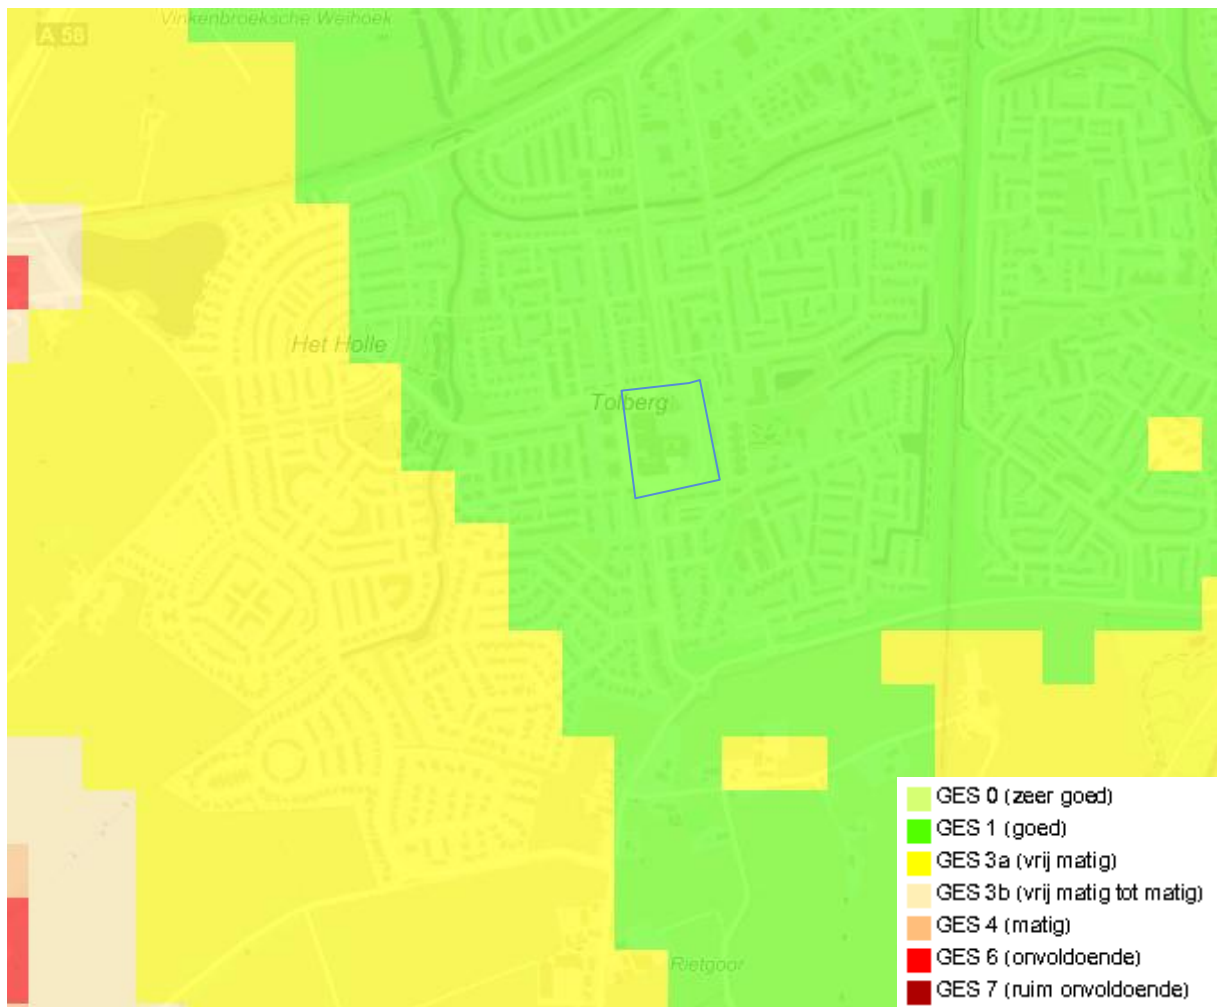 Vinkenbroeksche Weihoek
A 58
Het Holle
Tolberg
Rietgoor
GES 0 (zeer goed)
GES 1 (goed)
GES 3a (vrij matig)
GES 3b (vrij matig tot matig)
GES 4 (matig)
GES 6 (onvoldoende)
GES 7 (ruim onvoldoende)